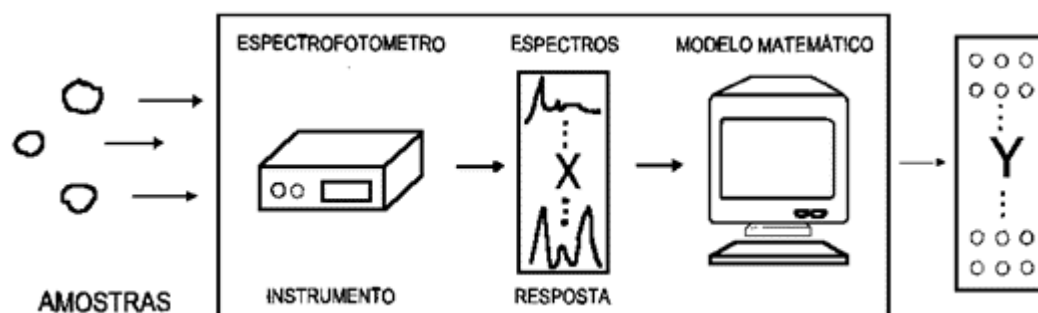 ESPECTROFOTOMETRO
ESPECTROS
MODELO MATEMÁTICO
X
Y
AMOSTRAS
INSTRUMENTO
RESPOSTA